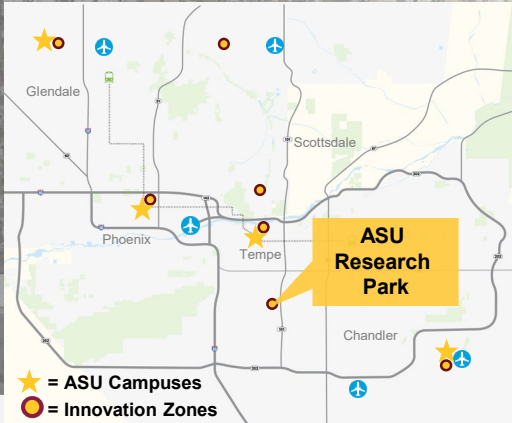 Glendale
Scottsdale
Phoenix
Tempe
ASU
Research
Park
Chandler
= ASU Campuses
= Innovation Zones